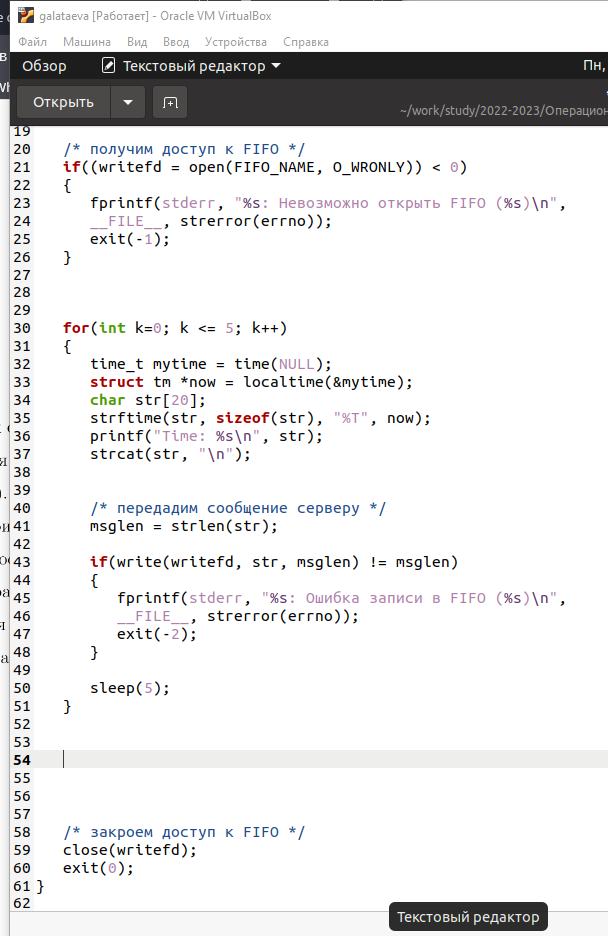 galataeva [Работает] - Oracle VM VirtualBox
Файл Машина Вид Ввод Устройства Справка
Обзор Текстовый редактор Пн,
Открыть
~/work/study/2022-2023/Операцион
19
20 /* получим доступ к FIFO */
21 if((writefd = open(FIFO_NAME, O_WRONLY)) < 0)
22 {
23 fprintf(stderr, "%s: Невозможно открыть FIFO (%s)\n",
24 __FILE__, strerror(errno));
25 exit(-1);
26 }
27
28
29
30 for(int k=0; k <= 5; k++)
31 {
32 time_t mytime = time(NULL);
33 struct tm *now = localtime(&mytime);
34 char str[20];
35 strftime(str, sizeof(str), "%T", now);
36 printf("Time: %s\n", str);
37 strcat(str, "\n");
38
39
40 /* передадим сообщение серверу */
41 msglen = strlen(str);
42
43 if(write(writefd, str, msglen) != msglen)
44 {
45 fprintf(stderr, "%s: Ошибка записи в FIFO (%s)\n",
46 __FILE__, strerror(errno));
47 exit(-2);
48 }
49
50 sleep(5);
51 }
52
53
54
55
56
57
58 /* закроем доступ к FIFO */
59 close(writefd);
60 exit(0);
61 }
62
Текстовый редактор